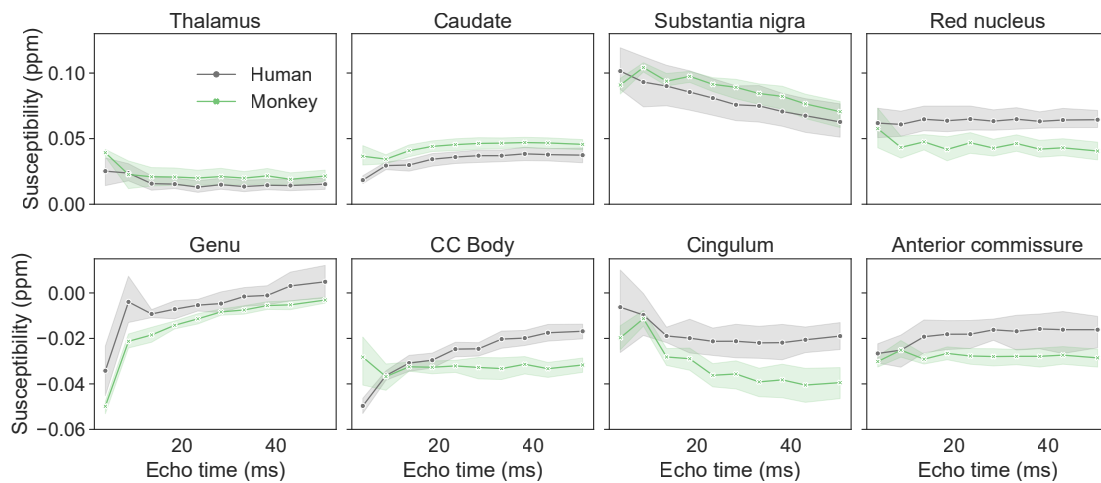 Thalamus Caudate Substantia nigra Red nucleus
Susceptibility (ppm)
0.10
0.05
0.00
Human
Monkey
Genu CC Body Cingulum Anterior commissure
Susceptibility (ppm)
0.00
−0.02
−0.04
−0.06
20 40 20 40 20 40 20 40
Echo time (ms) Echo time (ms) Echo time (ms) Echo time (ms)